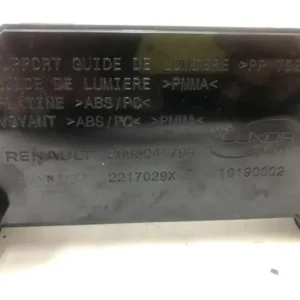 SUPPORT GUIDE DE LUMIERE >PP
GUIDE DE LUMIERE >PMMA<
PLATINE >ABS/PC<
VOYANT >ABS/PC< >PMMA<
RENAULT
2217029X 10190002